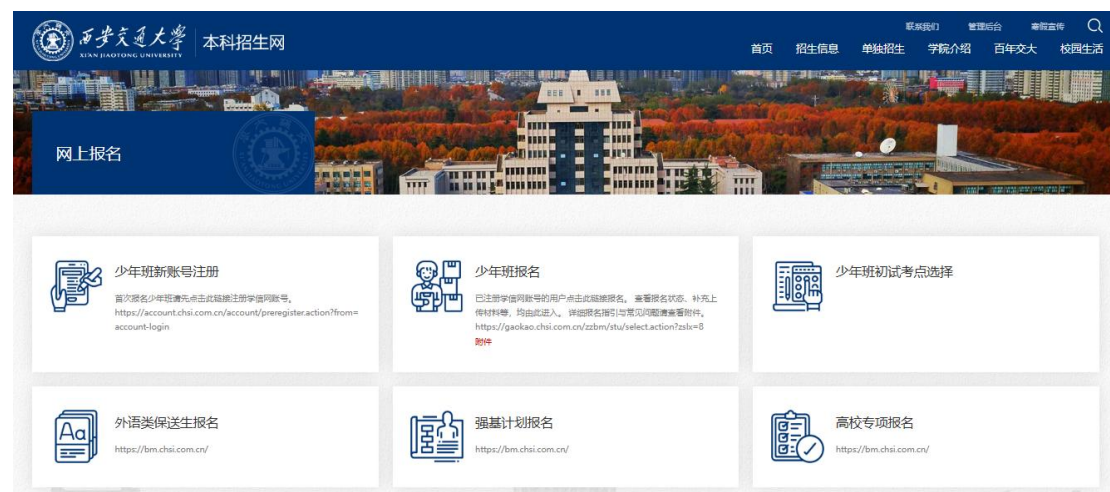 西安交通大学
XI'AN JIAOTONG UNIVERSITY
本科招生网
联系我们 管理后台 寒假宣传
首页 招生信息 单独招生 学院介绍 百年交大 校园生活
网上报名
少年班新账号注册
首次报名少年班请先点击此链接注册学信网账号。
https://account.chsi.com.cn/account/preregister.action?from=
account-login
少年班报名
已注册学信网账号的用户点击此链接报名。 查看报名状态、补充上
传材料等，均由此进入。 详细报名指引与常见问题请查看附件。
https://gaokao.chsi.com.cn/zzbm/stu/select.action?zslx=8
附件
少年班初试考点选择
外语类保送生报名
https://bm.chsi.com.cn/
强基计划报名
https://bm.chsi.com.cn/
高校专项报名
https://bm.chsi.com.cn/